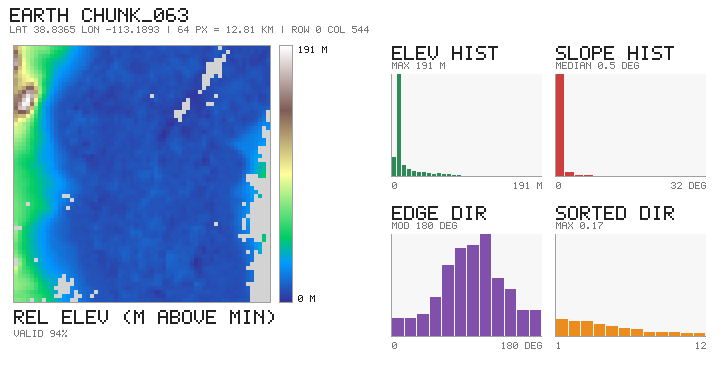 EARTH CHUNK_063
LAT 38.8365 LON -113.1893 | 64 PX = 12.81 KM | ROW 0 COL 544
191 M
0 M
REL ELEV (M ABOVE MIN)
VALID 94%
ELEV HIST
MAX 191 M
0 191 M
SLOPE HIST
MEDIAN 0.5 DEG
0 32 DEG
EDGE DIR
MOD 180 DEG
0 180 DEG
SORTED DIR
MAX 0.17
1 12